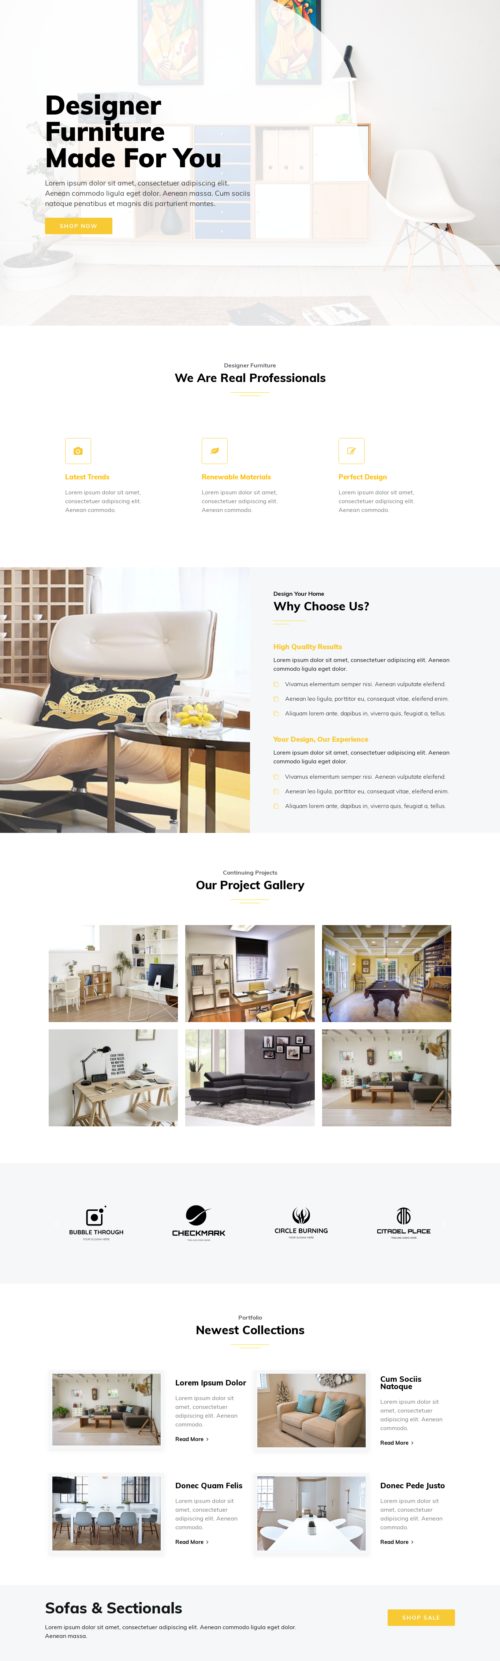 Designer
Furniture
Made For You
Lorem ipsum dolor sit amet, consectetuer adipiscing elit.
Aenean commodo ligula eget dolor. Aenean massa. Cum sociis
natoque penatibus et magnis dis parturient montes.
SHOP NOW
Designer Furniture
We Are Real Professionals
Latest Trends
Lorem ipsum dolor sit amet,
consectetuer adipiscing elit.
Aenean commodo.
Renewable Materials
Lorem ipsum dolor sit amet,
consectetuer adipiscing elit.
Aenean commodo.
Perfect Design
Lorem ipsum dolor sit amet,
consectetuer adipiscing elit.
Aenean commodo.
Design Your Home
Why Choose Us?
High Quality Results
Lorem ipsum dolor sit amet, consectetuer adipiscing elit. Aenean
commodo ligula eget dolor.
Vivamus elementum semper nisi. Aenean vulputate eleifend.
Aenean leo ligula, porttitor eu, consequat vitae, eleifend enim.
Aliquam lorem ante, dapibus in, viverra quis, feugiat a, tellus.
Your Design, Our Experience
Lorem ipsum dolor sit amet, consectetuer adipiscing elit. Aenean
commodo ligula eget dolor.
Vivamus elementum semper nisi. Aenean vulputate eleifend.
Aenean leo ligula, porttitor eu, consequat vitae, eleifend enim.
Aliquam lorem ante, dapibus in, viverra quis, feugiat a, tellus.
Continuing Projects
Our Project Gallery
BUBBLE THROUGH
CHECKMARK
CIRCLE BURNING
CITADEL PLACE
Portfolio
Newest Collections
Lorem Ipsum Dolor
Lorem ipsum dolor sit
amet, consectetuer
adipiscing elit. Aenean
commodo.
Read More
Cum Sociis
Natoque
Lorem ipsum dolor sit
amet, consectetuer
adipiscing elit. Aenean
commodo.
Read More
Donec Quam Felis
Lorem ipsum dolor sit
amet, consectetuer
adipiscing elit. Aenean
commodo.
Read More
Donec Pede Justo
Lorem ipsum dolor sit
amet, consectetuer
adipiscing elit. Aenean
commodo.
Read More
Sofas & Sectionals
Lorem ipsum dolor sit amet, consectetuer adipiscing elit. Aenean commodo ligula eget dolor.
Aenean massa.
SHOP SALE